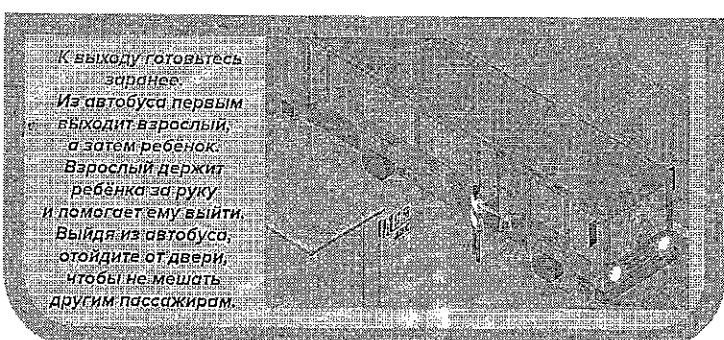 К выходу готовьтесь
заранее.
Из автобуса первым
выходит взрослый,
а затем ребёнок.
Взрослый держит
ребёнка за руку
и помогает ему выйти.
Выйдя из автобуса,
отойдите от двери,
чтобы не мешать
другим пассажирам.